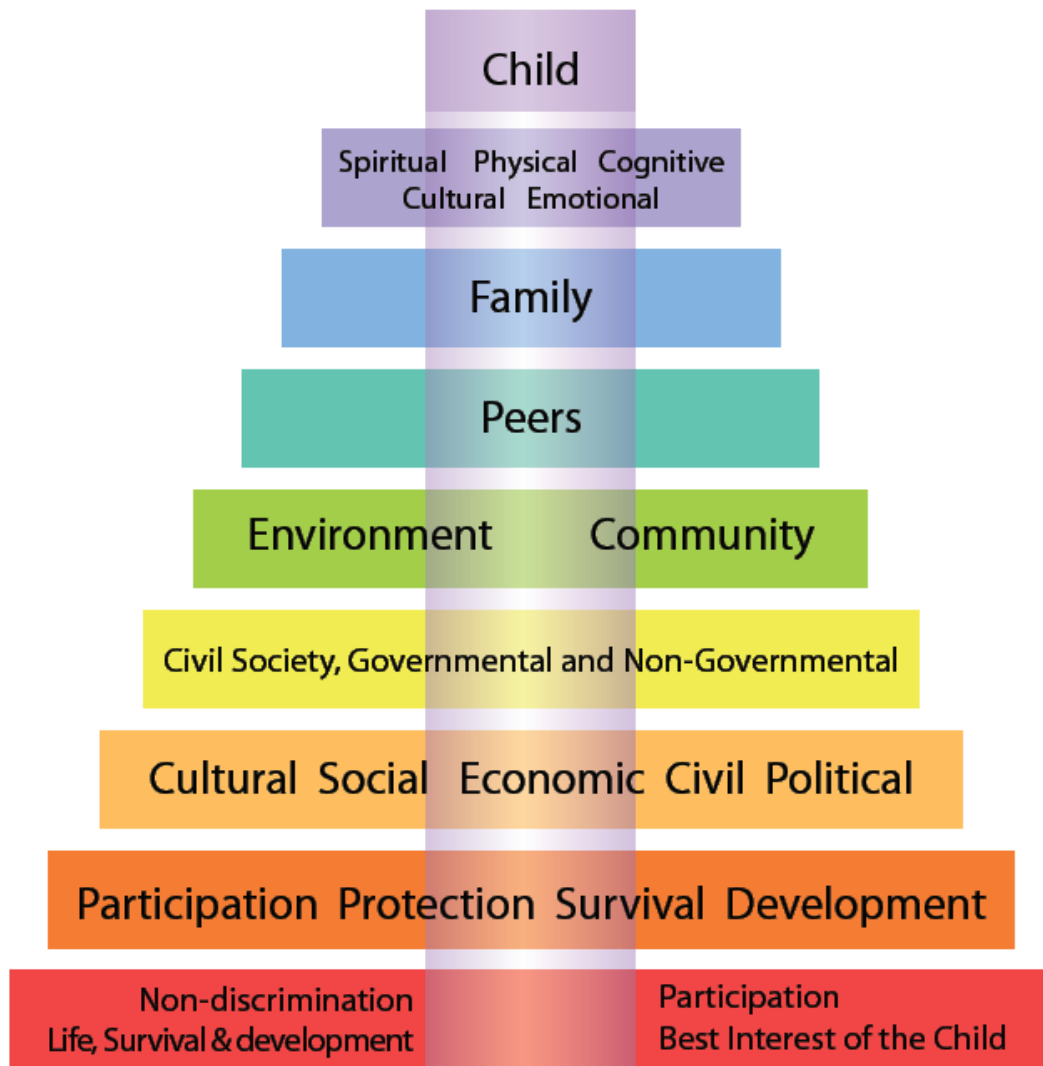 Child
Spiritual Physical Cognitive
Cultural Emotional
Family
Peers
Environment Community
Civil Society, Governmental and Non-Governmental
Cultural Social Economic Civil Political
Participation Protection Survival Development
Non-discrimination
Life, Survival & development
Participation
Best Interest of the Child